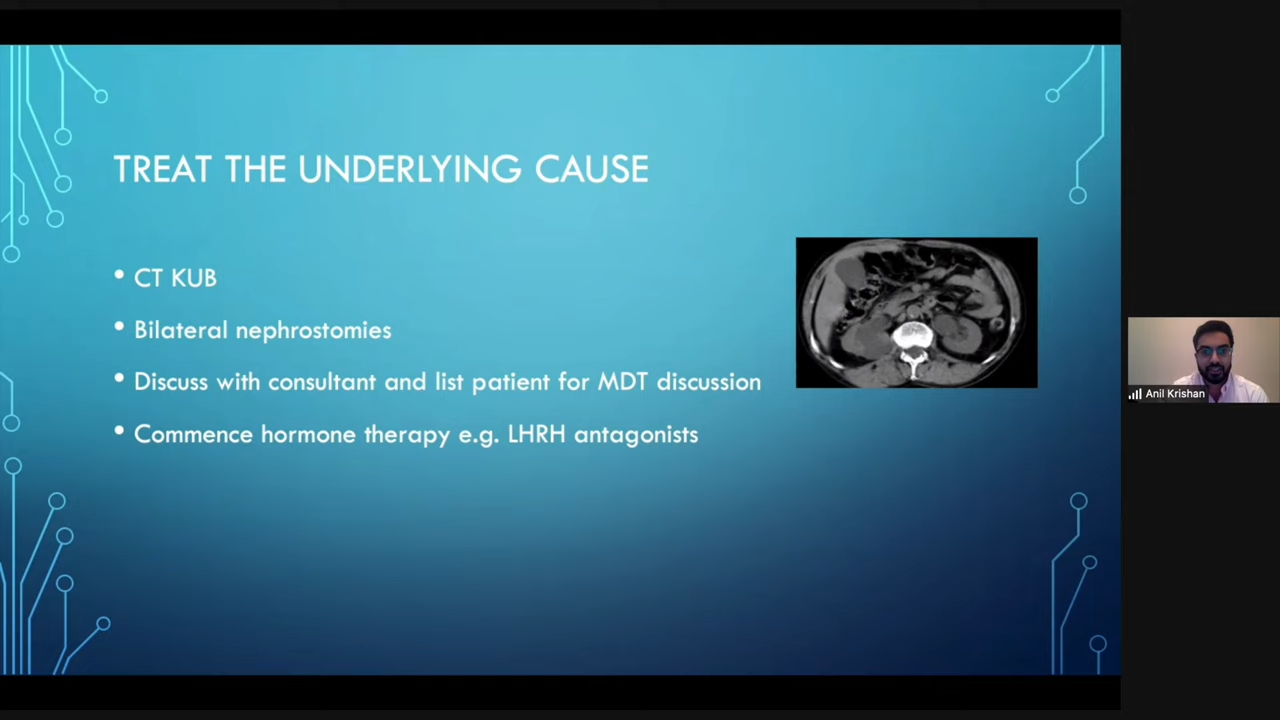 TREAT THE UNDERLYING CAUSE
• CT KUB
• Bilateral nephrostomies
• Discuss with consultant and list patient for MDT discussion
• Commence hormone therapy e.g. LHRH antagonists
Anil Krishan